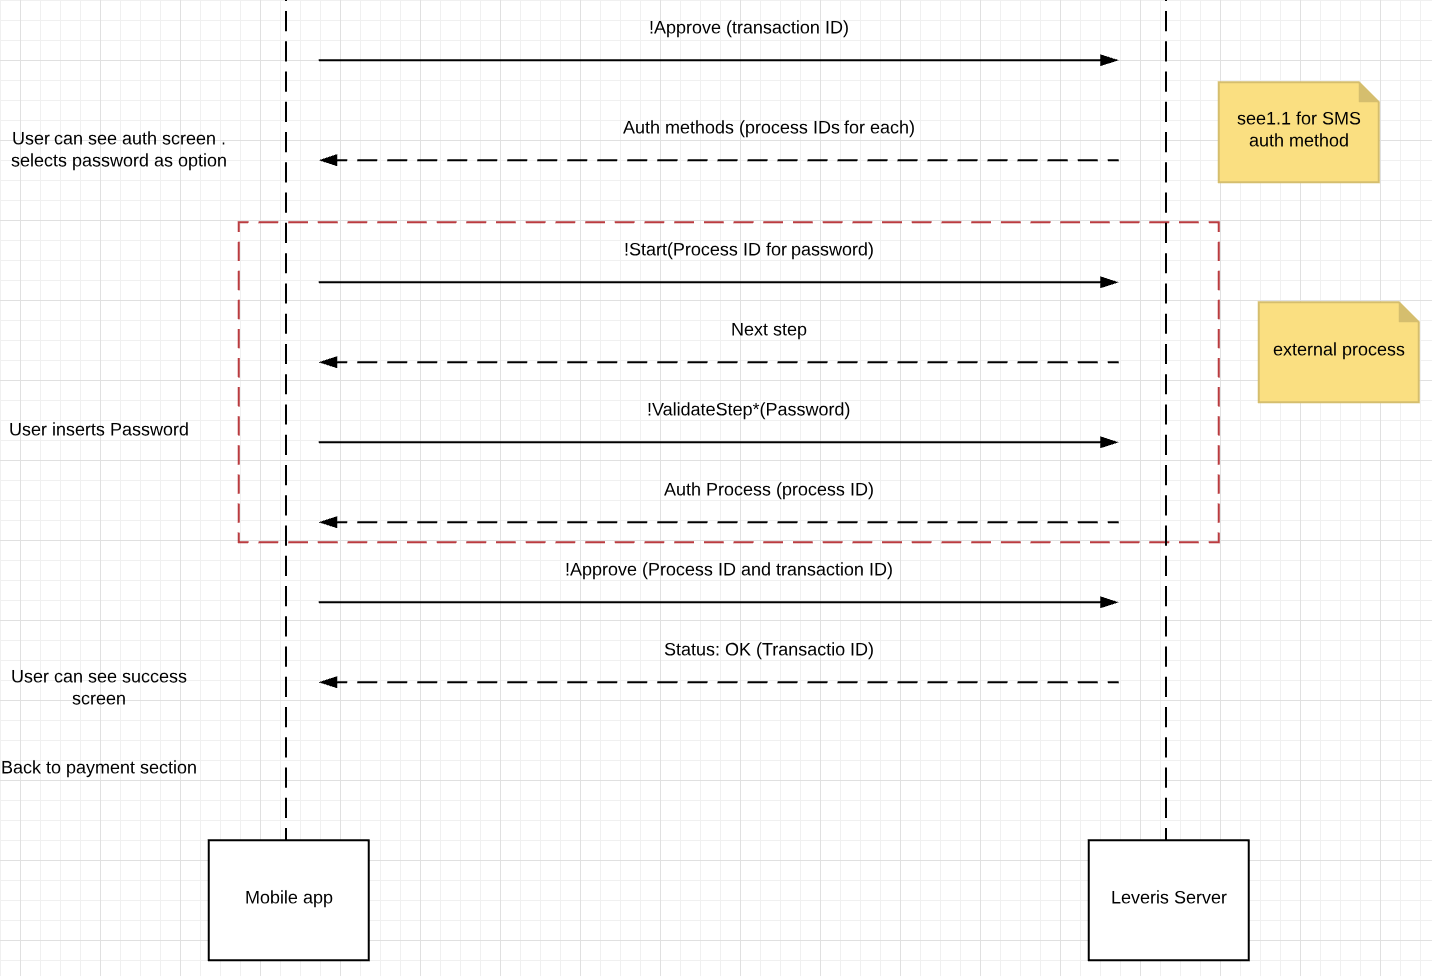 !Approve (transaction ID)
see1.1 for SMS
auth method
Auth methods (process IDs for each)
User can see auth screen .
selects password as option
!Start(Process ID for password)
Next step
external process
!ValidateStep*(Password)
User inserts Password
Auth Process (process ID)
!Approve (Process ID and transaction ID)
Status: OK (Transactio ID)
User can see success
screen
Back to payment section
Mobile app
Leveris Server